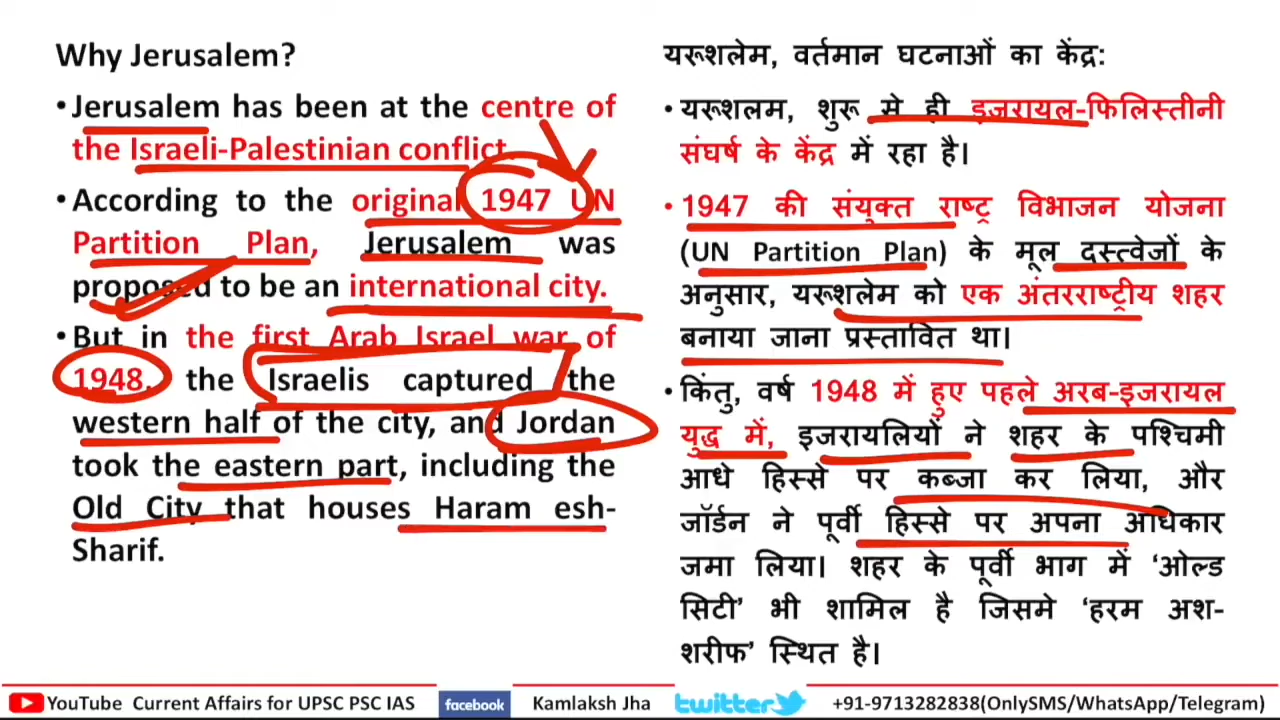 Why Jerusalem?
•Jerusalem has been at the centre of
the Israeli-Palestinian conflict.
•According to the original 1947 UN
Partition Plan, Jerusalem was
proposed to be an international city.
•But in the first Arab Israel war of
1948, the Israelis captured the
western half of the city, and Jordan
took the eastern part, including the
Old City that houses Haram esh-
Sharif.
यरूशलेम, वर्तमान घटनाओं का केंद्र:
•यरूशलम, शुरू से ही इजरायल-फिलिस्तीनी
संघर्ष के केंद्र में रहा है।
•1947 की संयुक्त राष्ट्र विभाजन योजना
(UN Partition Plan) के मूल दस्त्वेजों के
अनुसार, यरूशलेम को एक अंतरराष्ट्रीय शहर
बनाया जाना प्रस्तावित था।
•किंतु, वर्ष 1948 में हुए पहले अरब-इजरायल
युद्ध में, इजरायलियों ने शहर के पश्चिमी
आधे हिस्से पर कब्जा कर लिया, और
जॉर्डन ने पूर्वी हिस्से पर अपना अधिकार
जमा लिया। शहर के पूर्वी भाग में ‘ओल्ड
सिटी’ भी शामिल है जिसमे ‘हरम अश-
शरीफ’ स्थित है।
YouTube Current Affairs for UPSC PSC IAS facebook Kamlaksh Jha twitter +91-9713282838(OnlySMS/WhatsApp/Telegram)